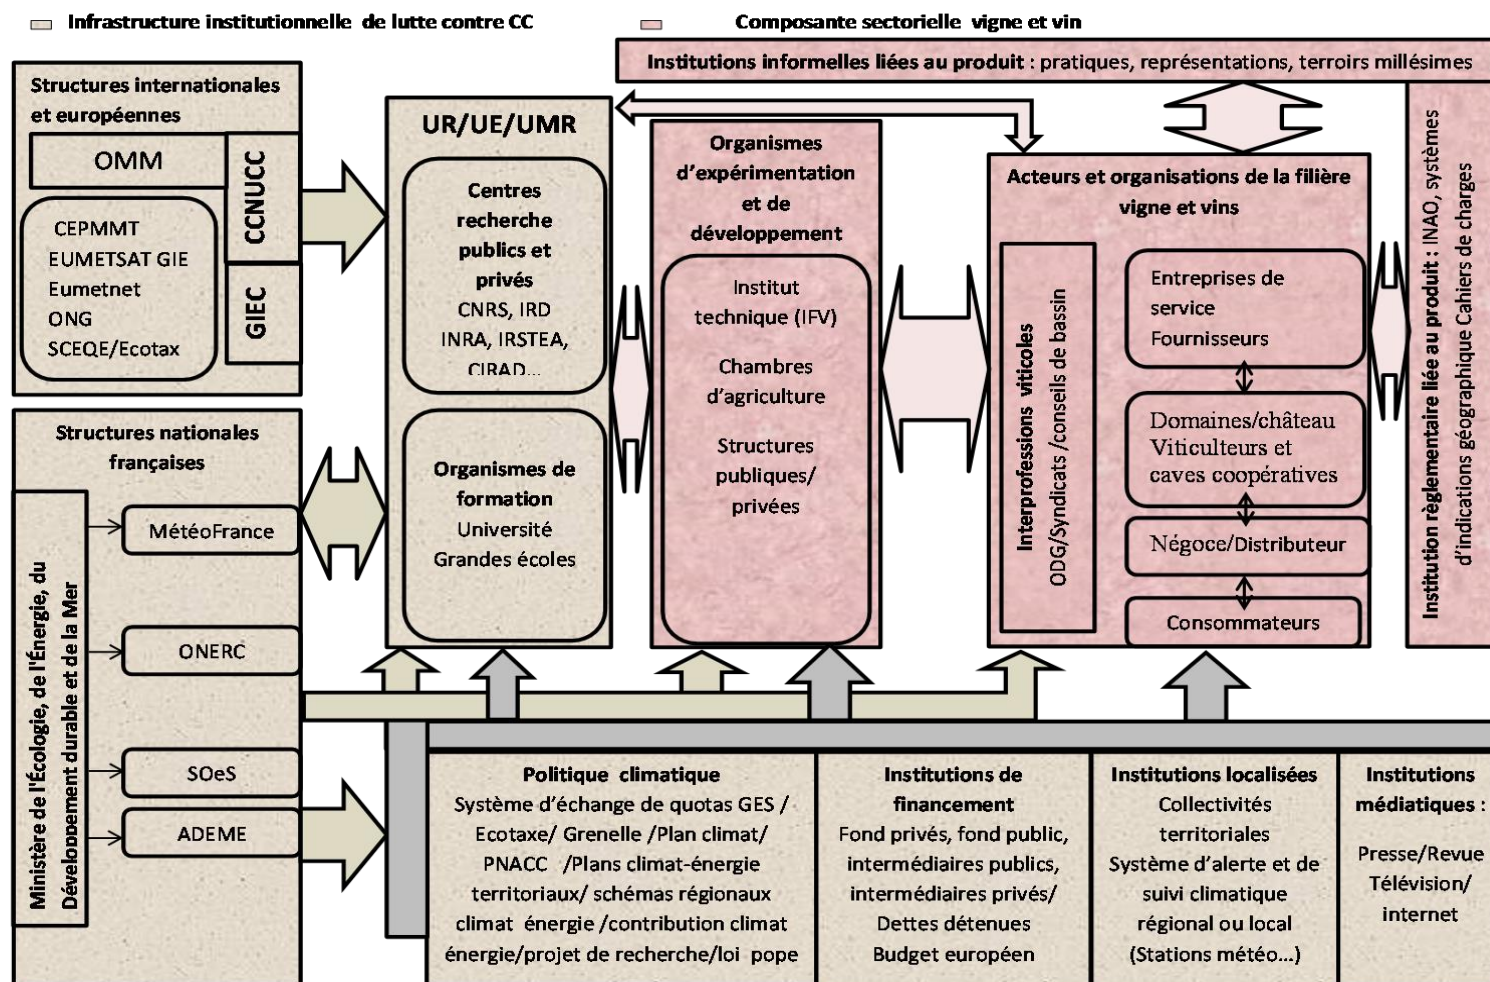 Infrastructure institutionnelle de lutte contre CC
Composante sectorielle vigne et vin
Institutions informelles liées au produit : pratiques, représentations, terroirs millésimes
Structures internationales
et européennes
OMM
CCNUCC
GIEC
CEPMMT
EUMETSAT GIE
Eumetnet
ONG
SCEQE/Ecotax
Structures nationales
françaises
Ministère de l'Écologie, de l'Énergie, du
Développement durable et de la Mer
MétéoFrance
ONERC
SOeS
ADEME
UR/UE/UMR
Centres
recherche
publics et
privés
CNRS, IRD
INRA, IRSTEA,
CIRAD...
Organismes de
formation
Université
Grandes écoles
Organismes
d'expérimentation
et de
développement
Institut
technique (IFV)
Chambres
d'agriculture
Structures
publiques/
privées
Acteurs et organisations de la filière
vigne et vins
Interprofessions viticoles
ODG/Syndicats /conseils de bassin
Entreprises de
service
Fournisseurs
Domaines/château
Viticulteurs et
caves coopératives
Négoce/Distributeur
Consommateurs
Institution règlementaire liée au produit : INAO, systèmes
d'indications géographique Cahiers de charges
Politique climatique
Système d'échange de quotas GES /
Ecotaxe/ Grenelle /Plan climat/
PNACC /Plans climat-énergie
territoriaux/ schémas régionaux
climat énergie /contribution climat
énergie/projet de recherche/loi pope
Institutions de
financement
Fond privés, fond public,
intermédiaires publics,
intermédiaires privés/
Dettes détenues
Budget européen
Institutions localisées
Collectivités
territoriales
Système d'alerte et de
suivi climatique
régional ou local
(Stations météo...)
Institutions
médiatiques :
Presse/Revue
Télévision/
internet